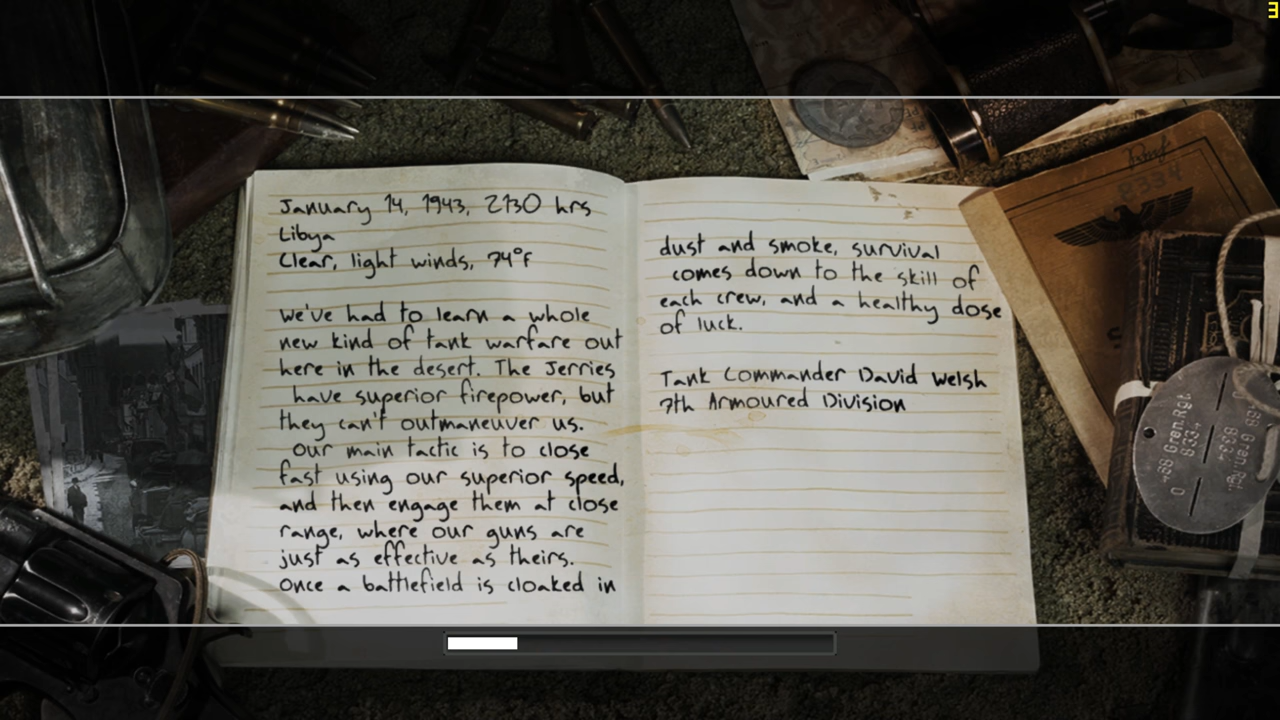 January 14, 1943, 2130 hrs
Libya
Clear, light winds, 74°F
We've had to learn a whole
new kind of tank warfare out
here in the desert. The Jerries
have superior firepower, but
they can't outmaneuver us.
Our main tactic is to close
fast using our superior speed,
and then engage them at close
range, where our guns are
just as effective as theirs.
Once a battlefield is cloaked in
dust and smoke, survival
comes down to the skill of
each crew, and a healthy dose
of luck.
Tank Commander David Welsh
7th Armoured Division
3
8334